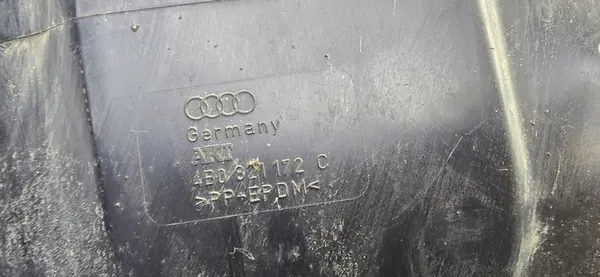 Germany
4B0 821 172 C
>PP-EPDM<